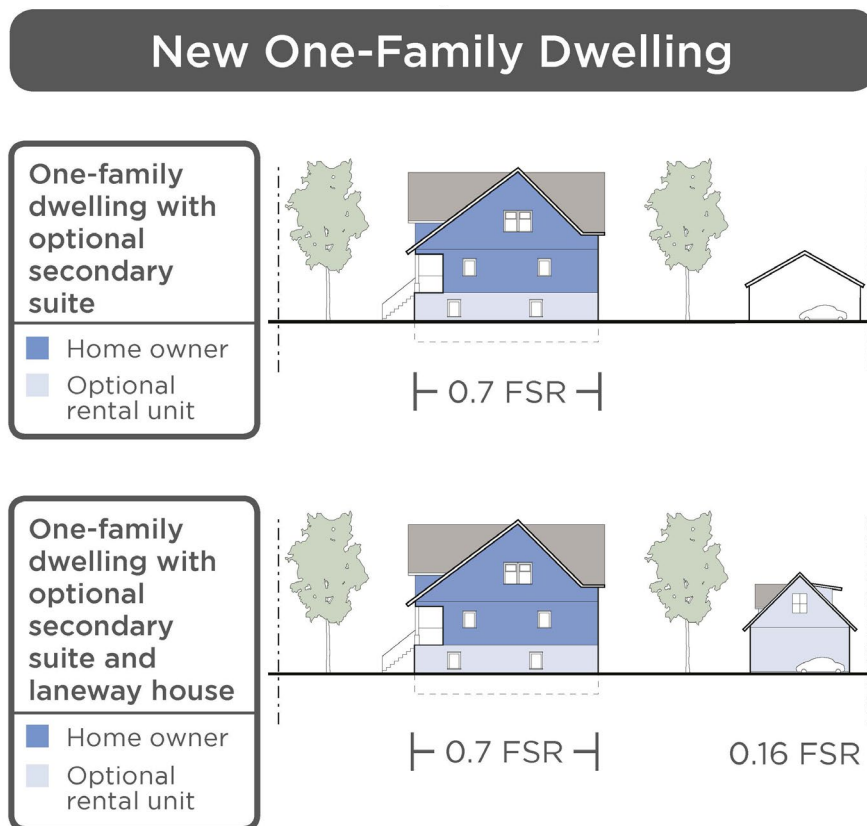 New One-Family Dwelling
One-family
dwelling with
optional
secondary
suite
Home owner
Optional
rental unit
0.7 FSR
One-family
dwelling with
optional
secondary
suite and
laneway house
Home owner
Optional
rental unit
0.7 FSR
0.16 FSR